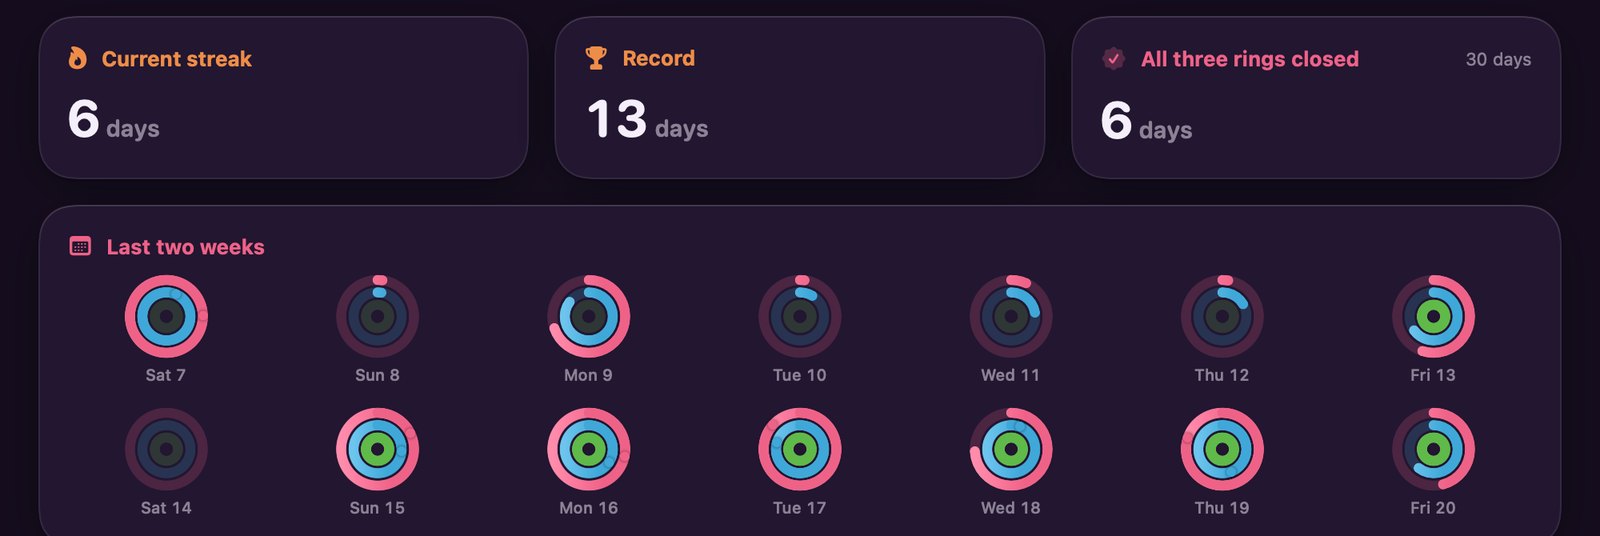 Current streak
6 days
Record
13 days
All three rings closed
30 days
6 days
Last two weeks
Sat 7
Sun 8
Mon 9
Tue 10
Wed 11
Thu 12
Fri 13
Sat 14
Sun 15
Mon 16
Tue 17
Wed 18
Thu 19
Fri 20